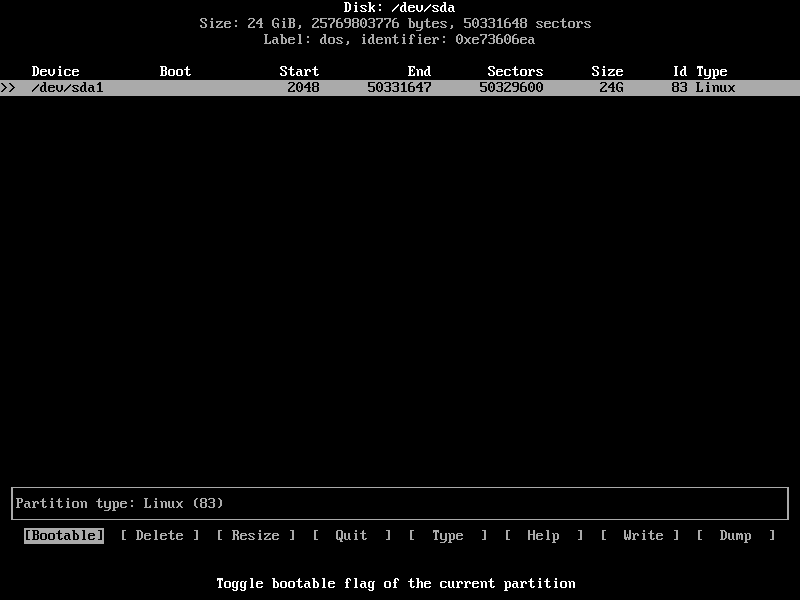 Disk: /dev/sda
Size: 24 GiB, 25769803776 bytes, 50331648 sectors
Label: dos, identifier: 0xe73606ea
Device Boot Start End Sectors Size Id Type
>> /dev/sda1 2048 50331647 50329600 24G 83 Linux
Partition type: Linux (83)
[Bootable] [ Delete ] [ Resize ] [ Quit ] [ Type ] [ Help ] [ Write ] [ Dump ]
Toggle bootable flag of the current partition